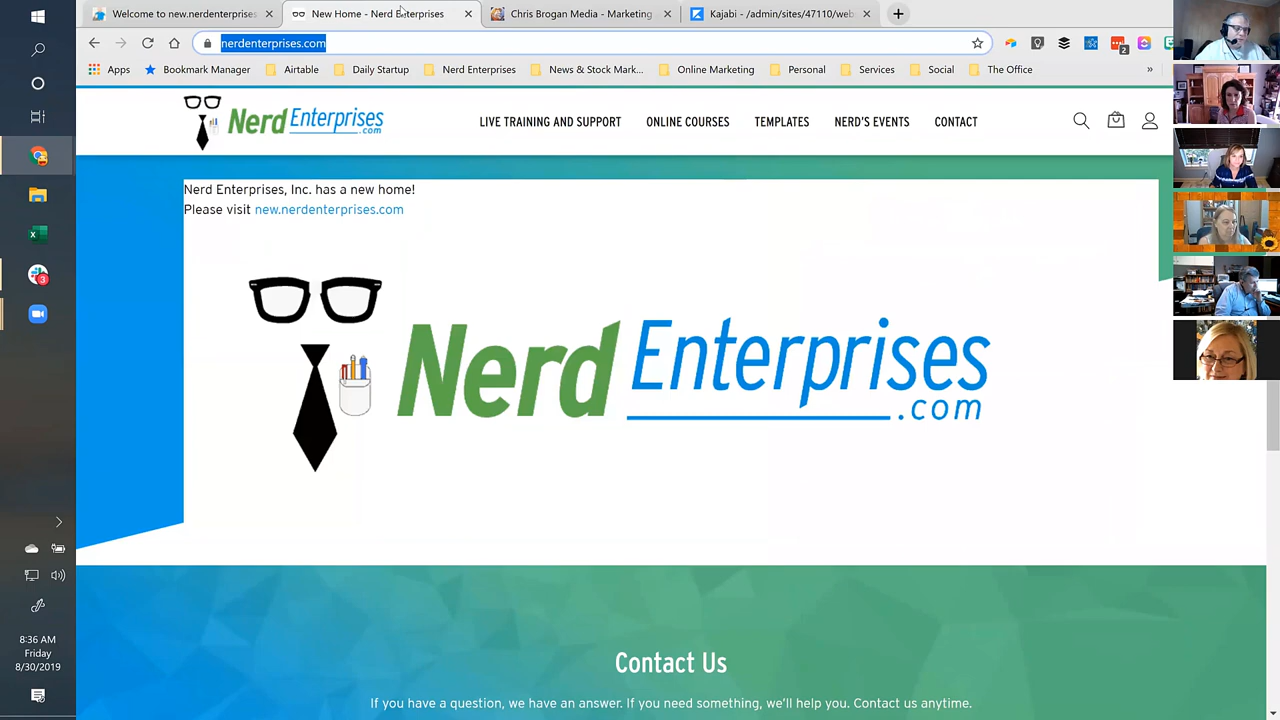 Welcome to new.nerdenterprises
New Home - Nerd Enterprises
Chris Brogan Media - Marketing
Kajabi - /admin/sites/47110/web
nerdenterprises.com
2
Apps
Bookmark Manager
Airtable
Daily Startup
Nerd Ent
News & Stock Mark...
Online Marketing
Personal
Services
Social
The Office
»
Nerd Enterprises .com
LIVE TRAINING AND SUPPORT
ONLINE COURSES
TEMPLATES
NERD'S EVENTS
CONTACT
Nerd Enterprises, Inc. has a new home!
Please visit new.nerdenterprises.com
3
Nerd Enterprises
.com
Contact Us
If you have a question, we have an answer. If you need something, we'll help you. Contact us anytime.
8:36 AM
Friday
8/30/2019